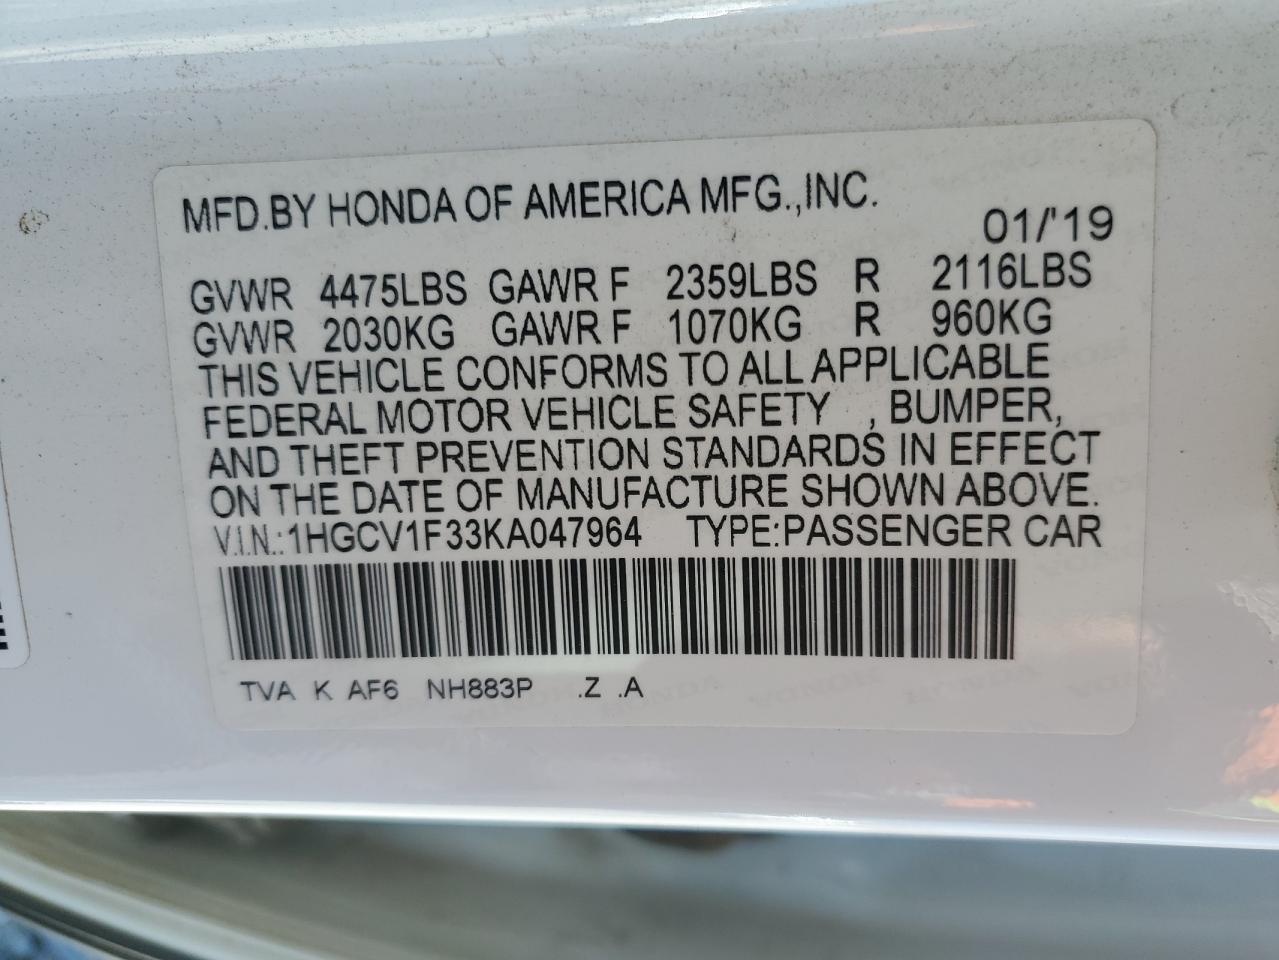 MFD.BY HONDA OF AMERICA MFG.,INC.
01/'19
GVWR 4475LBS GAWR F 2359LBS R 2116LBS
GVWR 2030KG GAWR F 1070KG R 960KG
THIS VEHICLE CONFORMS TO ALL APPLICABLE
FEDERAL MOTOR VEHICLE SAFETY , BUMPER,
AND THEFT PREVENTION STANDARDS IN EFFECT
ON THE DATE OF MANUFACTURE SHOWN ABOVE.
V.I.N.:1HGCV1F33KA047964 TYPE:PASSENGER CAR
TVA K AF6 NH883P .Z .A